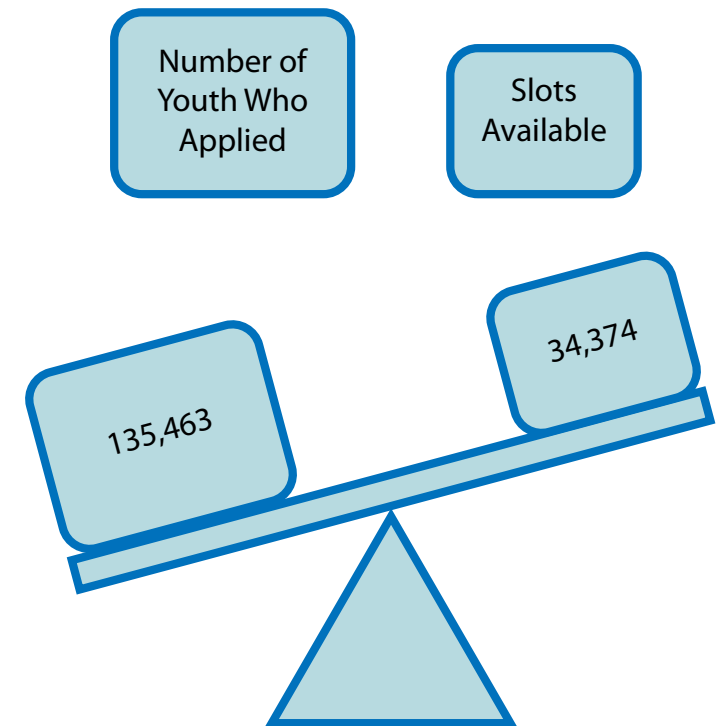 Number of
Youth Who
Applied
Slots
Available
135,463
34,374